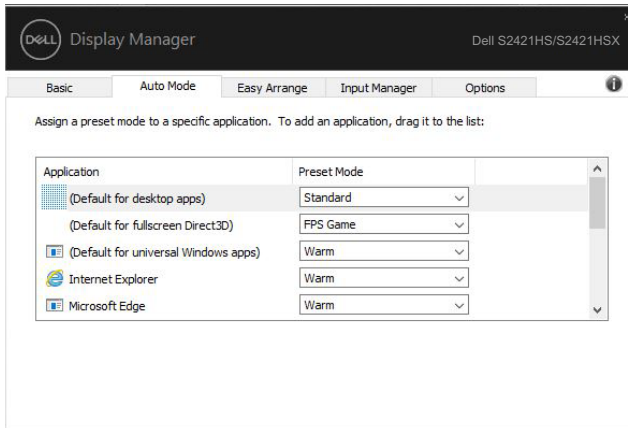 DELL Display Manager Dell S2421HS/S2421HSX
Basic Auto Mode Easy Arrange Input Manager Options
Assign a preset mode to a specific application. To add an application, drag it to the list:
Application Preset Mode
(Default for desktop apps) Standard
(Default for fullscreen Direct3D) FPS Game
(Default for universal Windows apps) Warm
Internet Explorer Warm
Microsoft Edge Warm